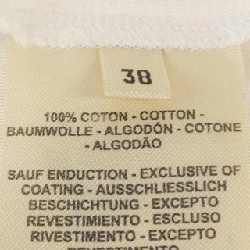 38
100% COTON - COTTON -
BAUMWOLLE - ALGODÓN - COTONE
- ALGODÃO
SAUF ENDUCTION - EXCLUSIVE OF
COATING - AUSSCHLIESSLICH
BESCHICHTUNG - EXCEPTO
REVESTIMIENTO - ESCLUSO
RIVESTIMENTO - EXCEPTO
REVESTIMENTO